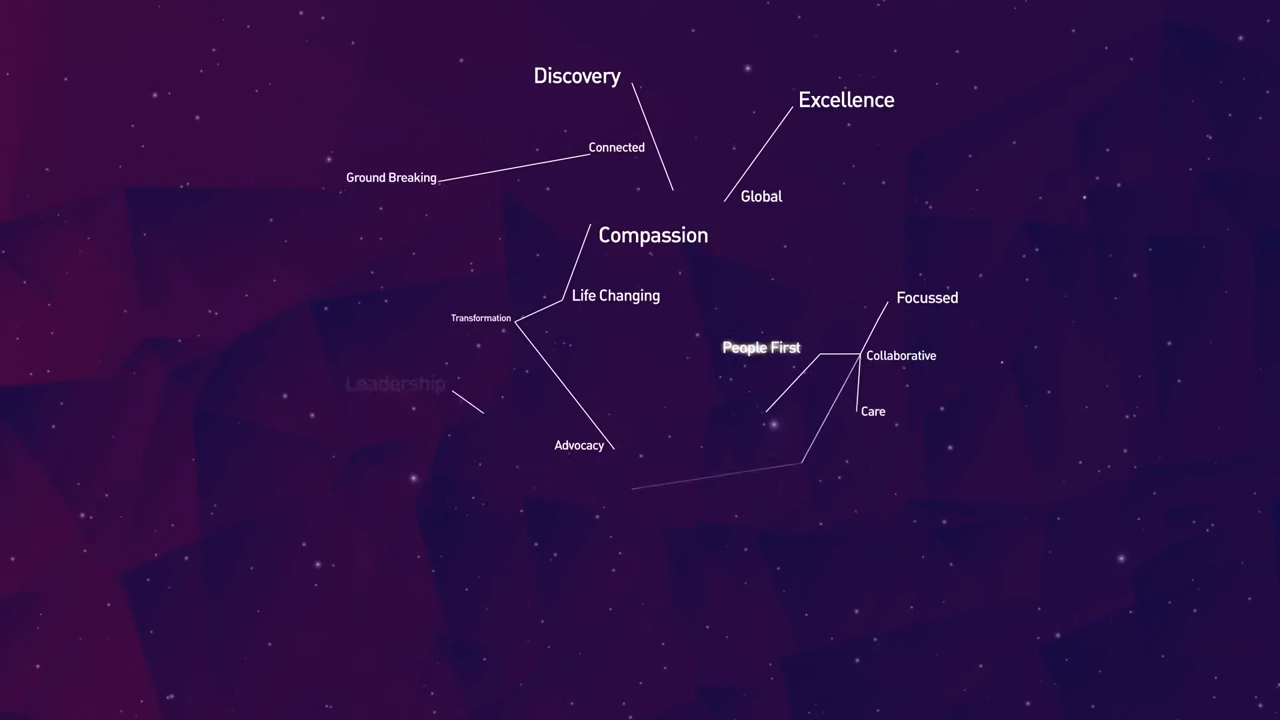 Discovery
Excellence
Connected
Ground Breaking
Global
Compassion
Life Changing
Focussed
Transformation
People First
Collaborative
Leadership
Care
Advocacy